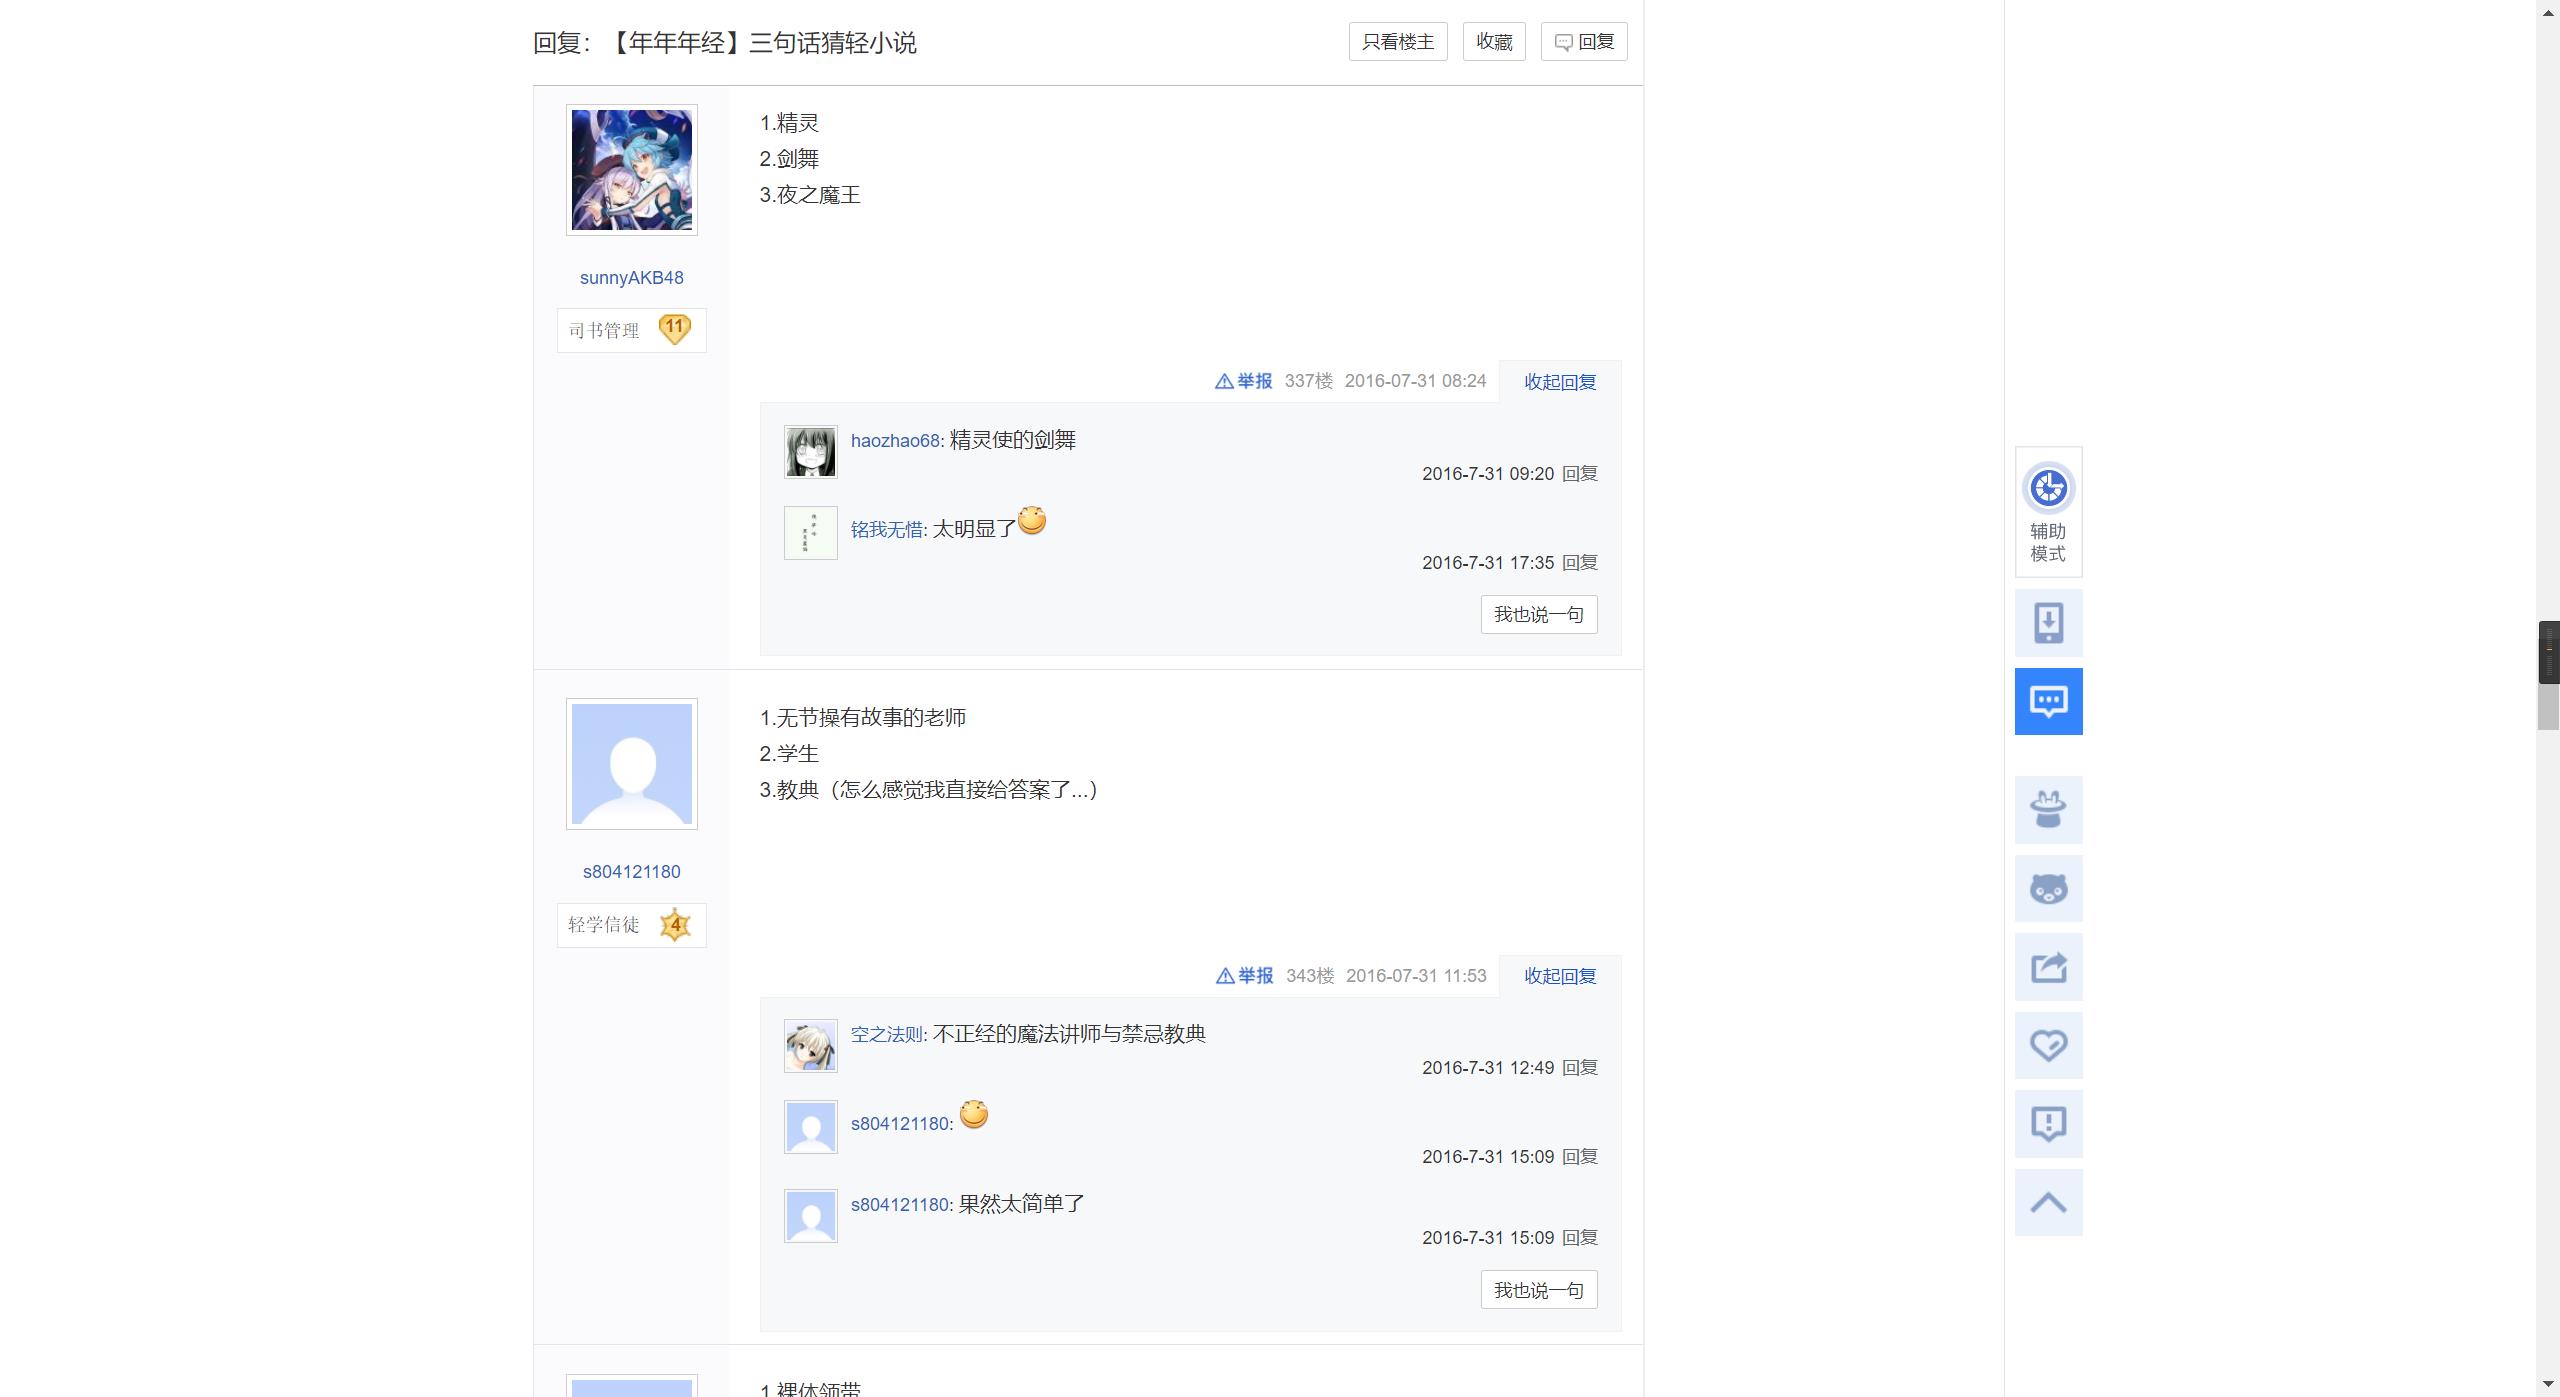 回复：【年年年经】三句话猜轻小说
只看楼主
收藏
回复
1.精灵
2.剑舞
3.夜之魔王
sunnyAKB48
司书管理 11
举报 337楼 2016-07-31 08:24 收起回复
haozhao68: 精灵使的剑舞
2016-7-31 09:20 回复
铭我无惜: 太明显了
2016-7-31 17:35 回复
我也说一句
1.无节操有故事的老师
2.学生
3.教典（怎么感觉我直接给答案了...）
s804121180
轻学信徒 4
举报 343楼 2016-07-31 11:53 收起回复
空之法则: 不正经的魔法讲师与禁忌教典
2016-7-31 12:49 回复
s804121180:
2016-7-31 15:09 回复
s804121180: 果然太简单了
2016-7-31 15:09 回复
我也说一句
1.裸体领带
辅助
模式